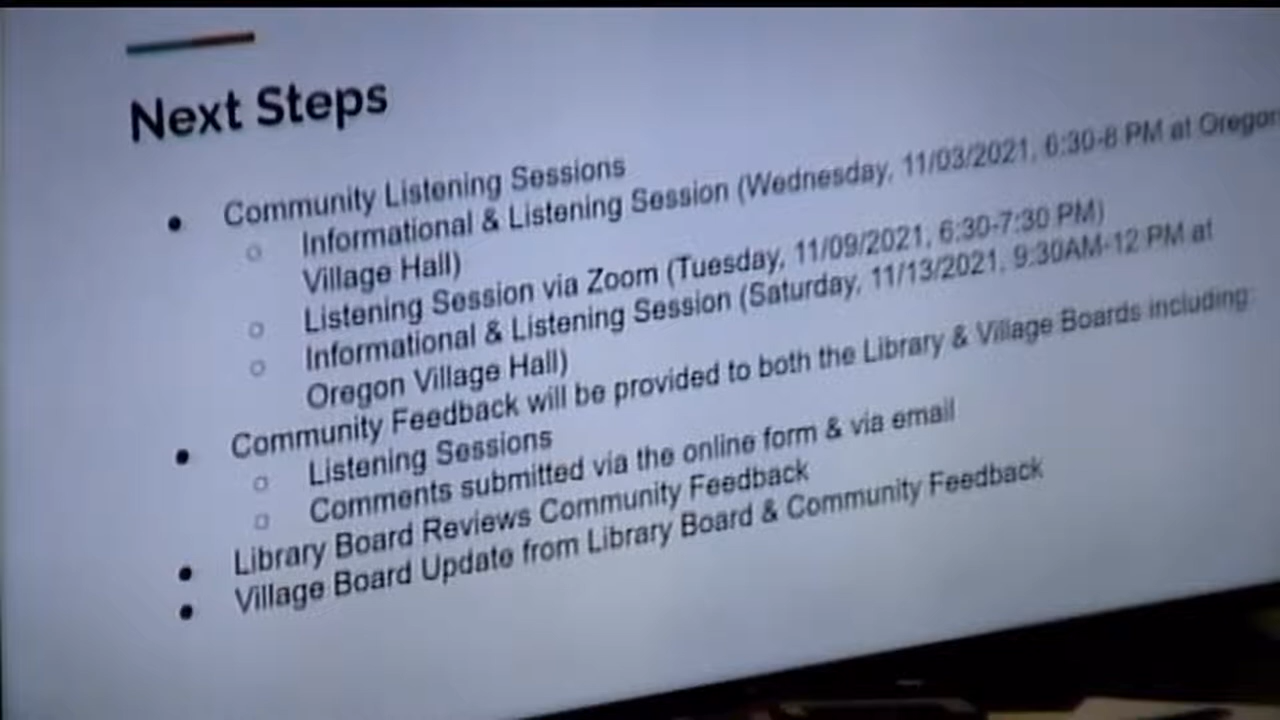 Next Steps
● Community Listening Sessions
○ Informational & Listening Session (Wednesday, 11/03/2021, 6:30-8 PM at Oregon
Village Hall)
○ Listening Session via Zoom (Tuesday, 11/09/2021, 6:30-7:30 PM)
○ Informational & Listening Session (Saturday, 11/13/2021, 9:30AM-12 PM at
Oregon Village Hall)
● Community Feedback will be provided to both the Library & Village Boards including:
○ Listening Sessions
○ Comments submitted via the online form & via email
● Library Board Reviews Community Feedback
● Village Board Update from Library Board & Community Feedback